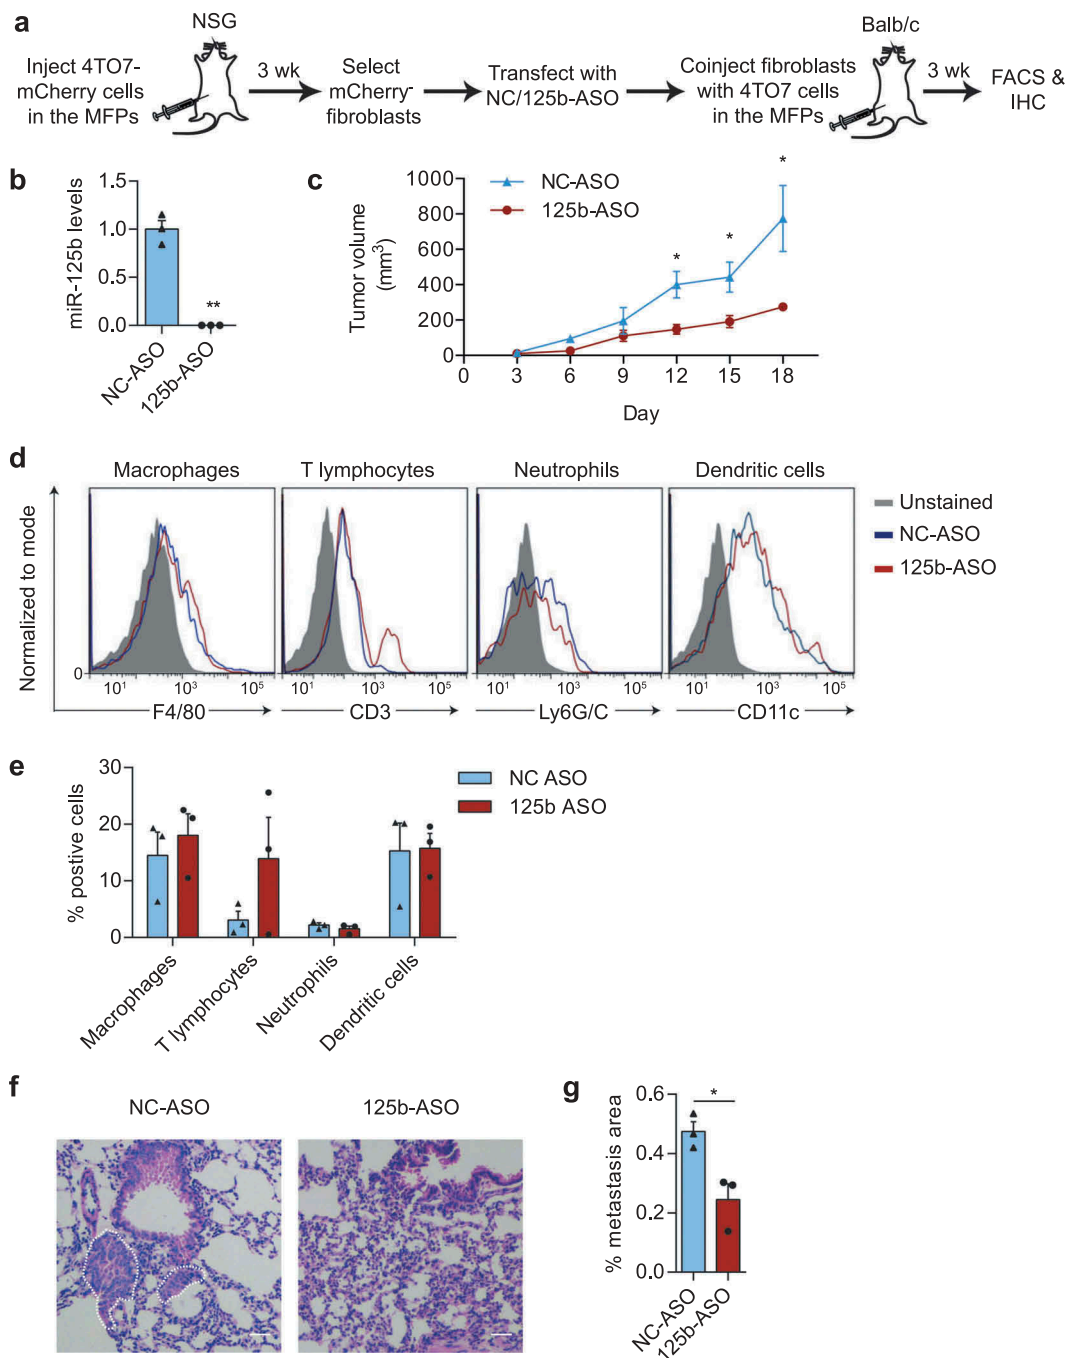 a
NSG
Balb/c
Inject 4TO7-
mCherry cells
in the MFPs
3 wk
Select
mCherry-
fibroblasts
Transfect with
NC/125b-ASO
Coinject fibroblasts
with 4TO7 cells
in the MFPs
3 wk
FACS &
IHC
b
miR-125b levels
1.5
1.0
0.5
0.0
**
NC-ASO
125b-ASO
c
Tumor volume
(mm3)
1000
800
600
400
200
0
NC-ASO
125b-ASO
*
*
*
0 3 6 9 12 15 18
Day
d
Macrophages T lymphocytes Neutrophils Dendritic cells
Normalized to mode
0
10¹ 10³ 10⁵
10¹ 10³ 10⁵
10¹ 10³ 10⁵
10¹ 10³ 10⁵
F4/80 CD3 Ly6G/C CD11c
Unstained
NC-ASO
125b-ASO
e
% postive cells
30
20
10
0
NC ASO
125b ASO
Macrophages
T lymphocytes
Neutrophils
Dendritic cells
f
NC-ASO 125b-ASO
g
% metastasis area
0.6
0.4
0.2
0.0
*
NC-ASO
125b-ASO